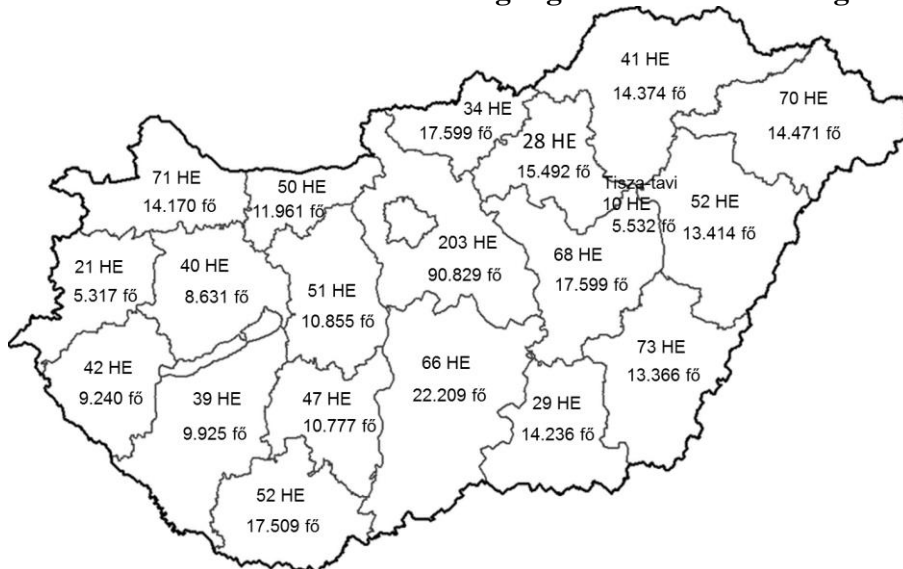 41 HE
14.374 fő
70 HE
14.471 fő
34 HE
17.599 fő
28 HE
15.492 fő
71 HE
14.170 fő
50 HE
11.961 fő
Tisza-tavi
10 HE
5.532 fő
52 HE
13.414 fő
203 HE
90.829 fő
68 HE
17.599 fő
21 HE
5.317 fő
40 HE
8.631 fő
51 HE
10.855 fő
73 HE
13.366 fő
42 HE
9.240 fő
39 HE
9.925 fő
47 HE
10.777 fő
66 HE
22.209 fő
29 HE
14.236 fő
52 HE
17.509 fő